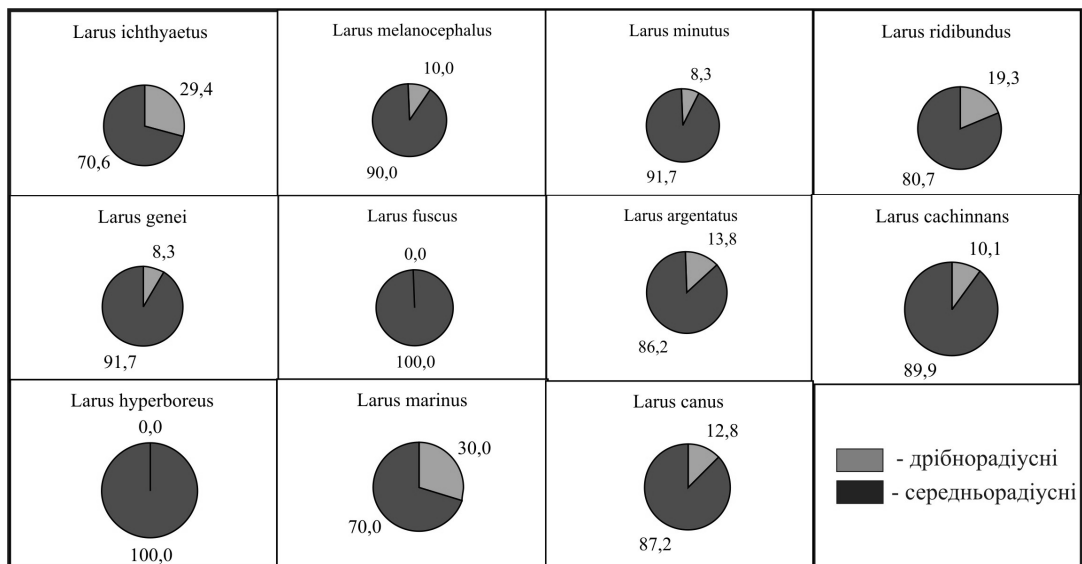 Larus ichthyaetus
29,4
70,6
Larus melanocephalus
10,0
90,0
Larus minutus
8,3
91,7
Larus ridibundus
19,3
80,7
Larus genei
8,3
91,7
Larus fuscus
0,0
100,0
Larus argentatus
13,8
86,2
Larus cachinnans
10,1
89,9
Larus hyperboreus
0,0
100,0
Larus marinus
30,0
70,0
Larus canus
12,8
87,2
- дрібнорадіусні
- середньорадіусні